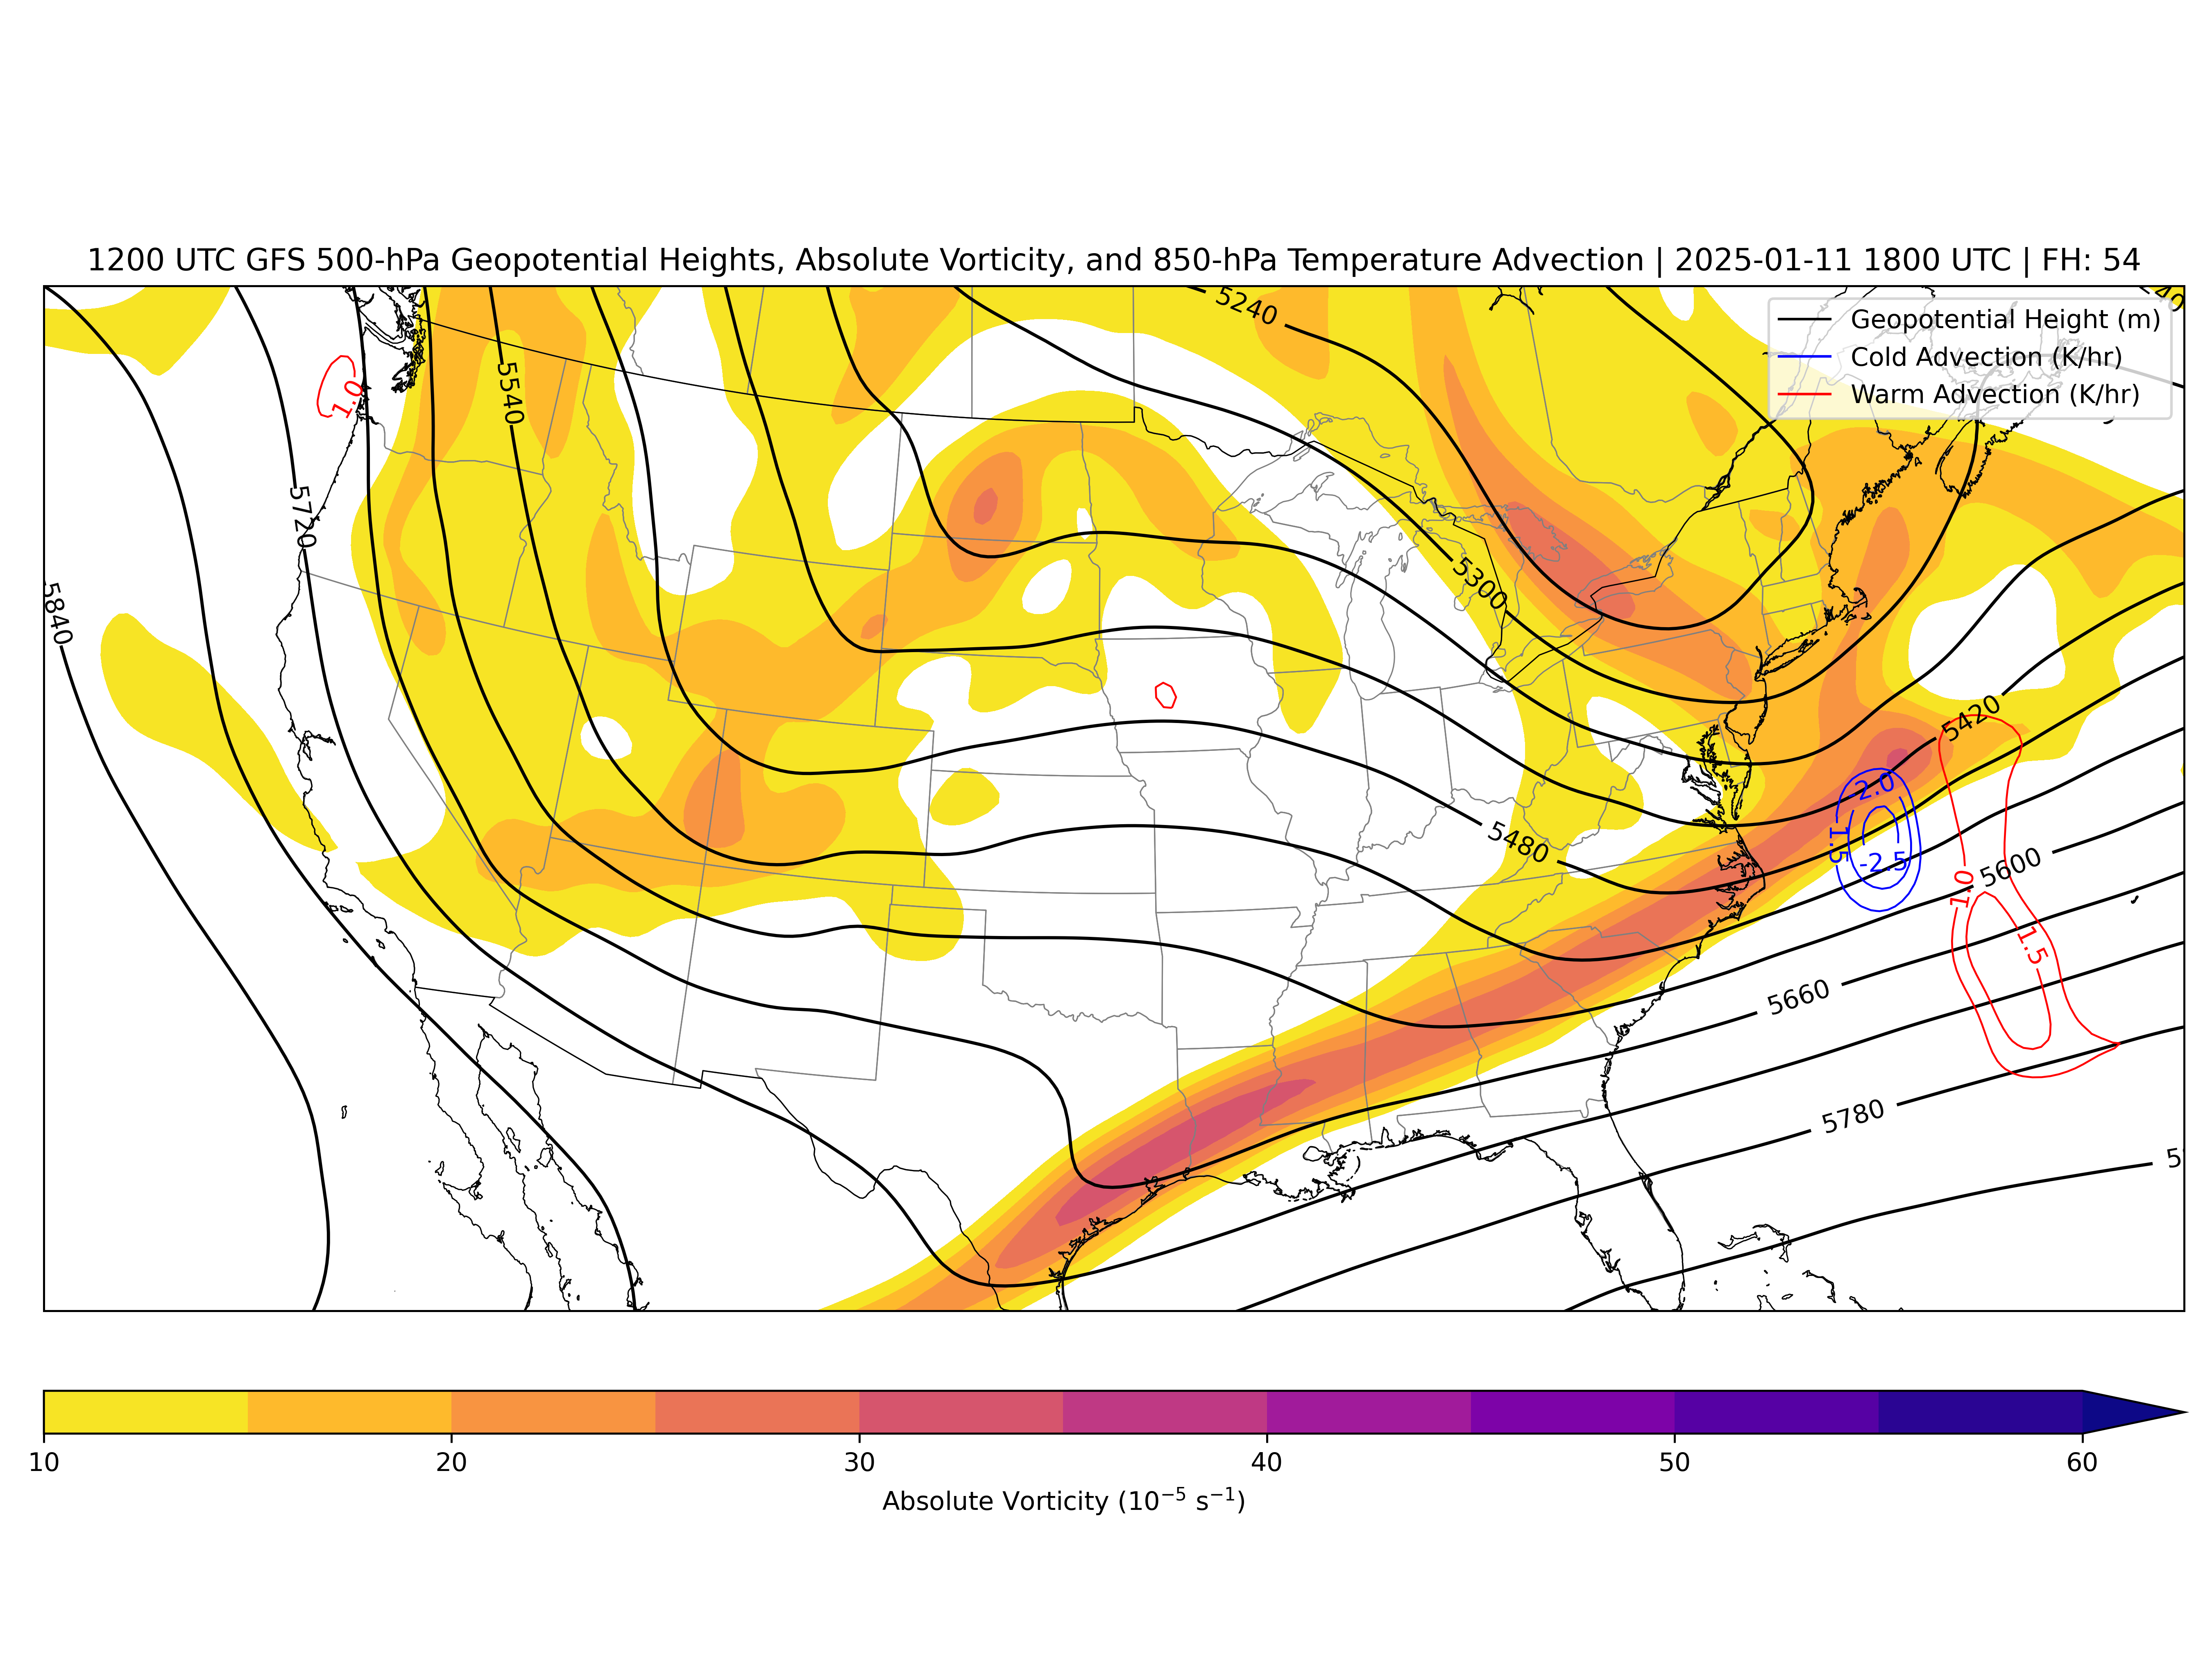 1200 UTC GFS 500-hPa Geopotential Heights, Absolute Vorticity, and 850-hPa Temperature Advection | 2025-01-11 1800 UTC | FH: 54
5240
Geopotential Height (m)
Cold Advection (K/hr)
Warm Advection (K/hr)
1.0
5540
5720
5300
5840
5420
-2.0
-1.5
-2.5
5480
5600
1.0
1.5
5660
5780
10 20 30 40 50 60
Absolute Vorticity (10⁻⁵ s⁻¹)